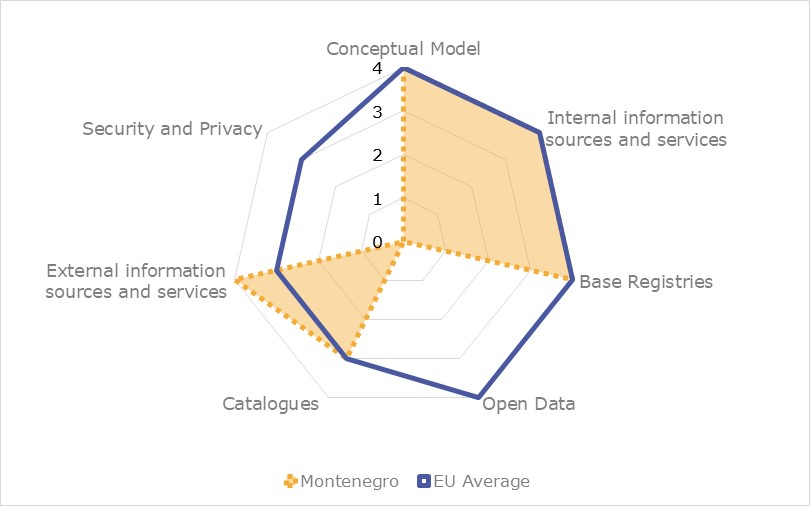 Conceptual Model
4
3
2
1
0
Internal information
sources and services
Security and Privacy
External information
sources and services
Base Registries
Catalogues
Open Data
Montenegro
EU Average